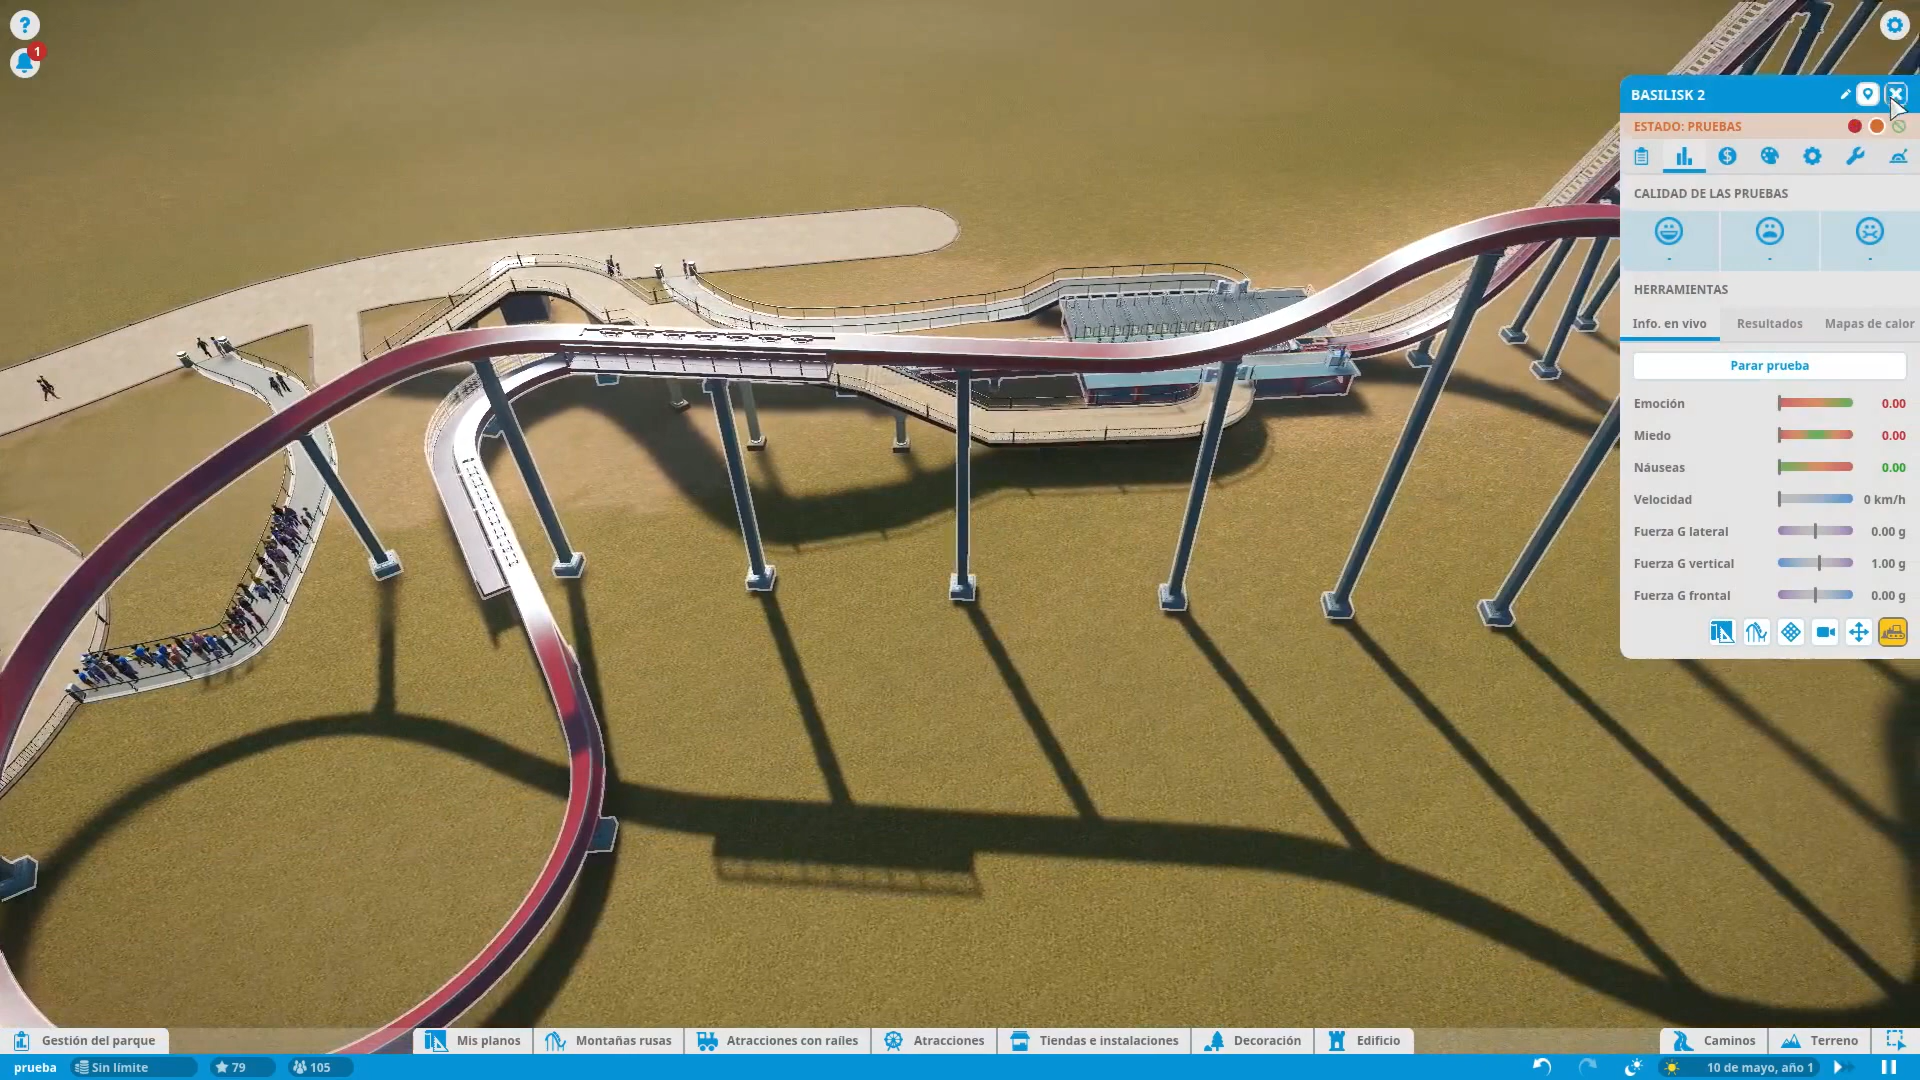 ?
1
BASILISK 2
ESTADO: PRUEBAS
CALIDAD DE LAS PRUEBAS
- - -
HERRAMIENTAS
Info. en vivo Resultados Mapas de calor
Parar prueba
Emoción 0.00
Miedo 0.00
Náuseas 0.00
Velocidad 0 km/h
Fuerza G lateral 0.00 g
Fuerza G vertical 1.00 g
Fuerza G frontal 0.00 g
Gestión del parque Mis planos Montañas rusas Atracciones con raíles Atracciones Tiendas e instalaciones Decoración Edificio Caminos Terreno
prueba Sin límite 79 105 10 de mayo, año 1